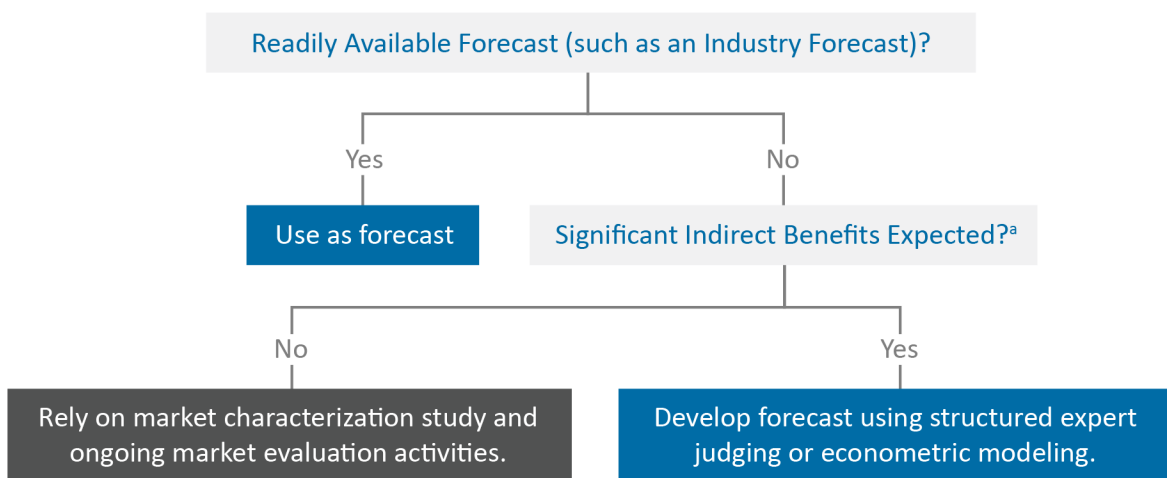 Readily Available Forecast (such as an Industry Forecast)?
Yes
No
Use as forecast
Significant Indirect Benefits Expected?ᵃ
No
Yes
Rely on market characterization study and
ongoing market evaluation activities.
Develop forecast using structured expert
judging or econometric modeling.